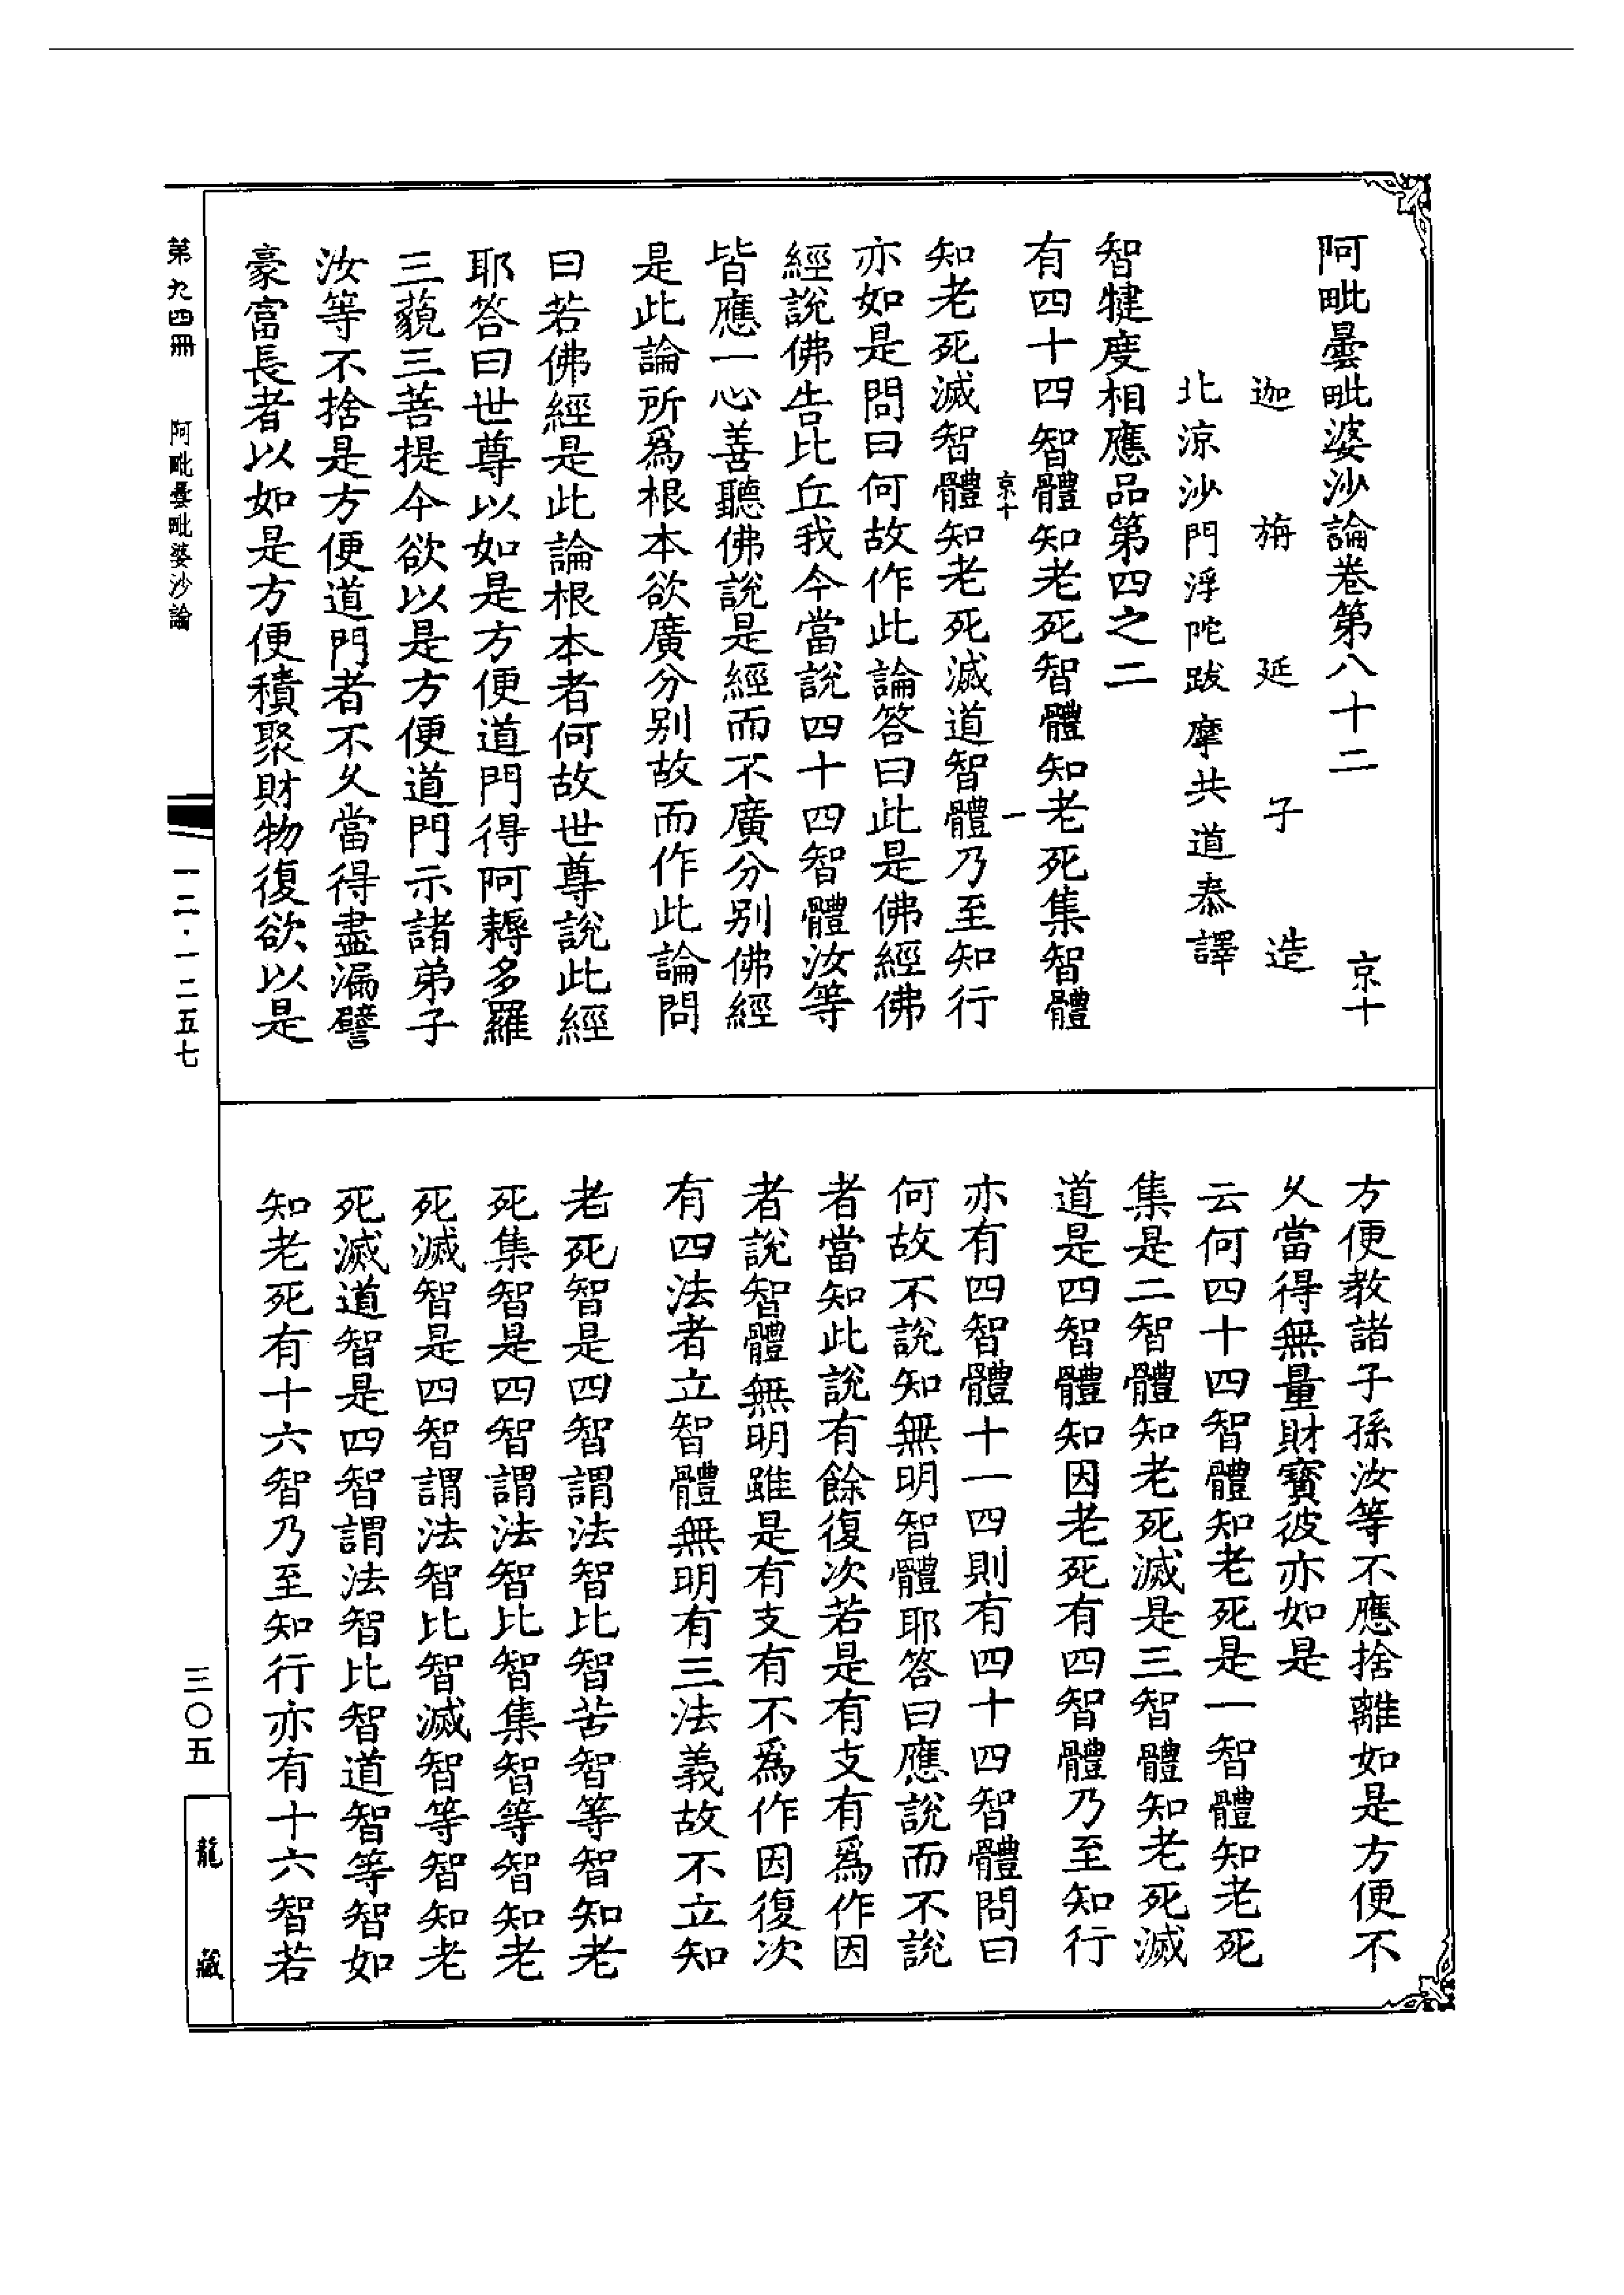 阿毗曇毗婆沙論卷第八十二　京十
迦旃延子造
北涼沙門浮陀跋摩共道泰譯
智犍度相應品第四之二
有四十四智體知老死智體知老死集智體
京十　一
知老死滅智體知老死滅道智體乃至知行
亦如是問曰何故作此論答曰此是佛經佛
經說佛告比丘我今當說四十四智體汝等
皆應一心善聽佛說是經而不廣分別佛經
是此論所爲根本欲廣分別故而作此論問
曰若佛經是此論根本者何故世尊說此經
耶答曰世尊以如是方便道門得阿耨多羅
三藐三菩提今欲以是方便道門示諸弟子
汝等不捨是方便道門者不久當得盡漏譬
豪富長者以如是方便積聚財物復欲以是
方便教諸子孫汝等不應捨離如是方便不
久當得無量財寶彼亦如是
云何四十四智體知老死是一智體知老死
集是二智體知老死滅是三智體知老死滅
道是四智體知因老死有四智體乃至知行
亦有四智體十一四則有四十四智體問曰
何故不說知無明智體耶答曰應說而不說
者當知此說有餘復次若是有支有爲作因
者說智體無明雖是有支有不爲作因復次
有四法者立智體無明有三法義故不立知
老死智是四智謂法智比智苦智等智知老
死集智是四智謂法智比智集智等智知老
死滅智是四智謂法智比智滅智等智知老
死滅道智是四智謂法智比智道智等智如
知老死有十六智乃至知行亦有十六智若
第九四冊　阿毗曇毗婆沙論　一二·一二五七　三〇五　龍藏